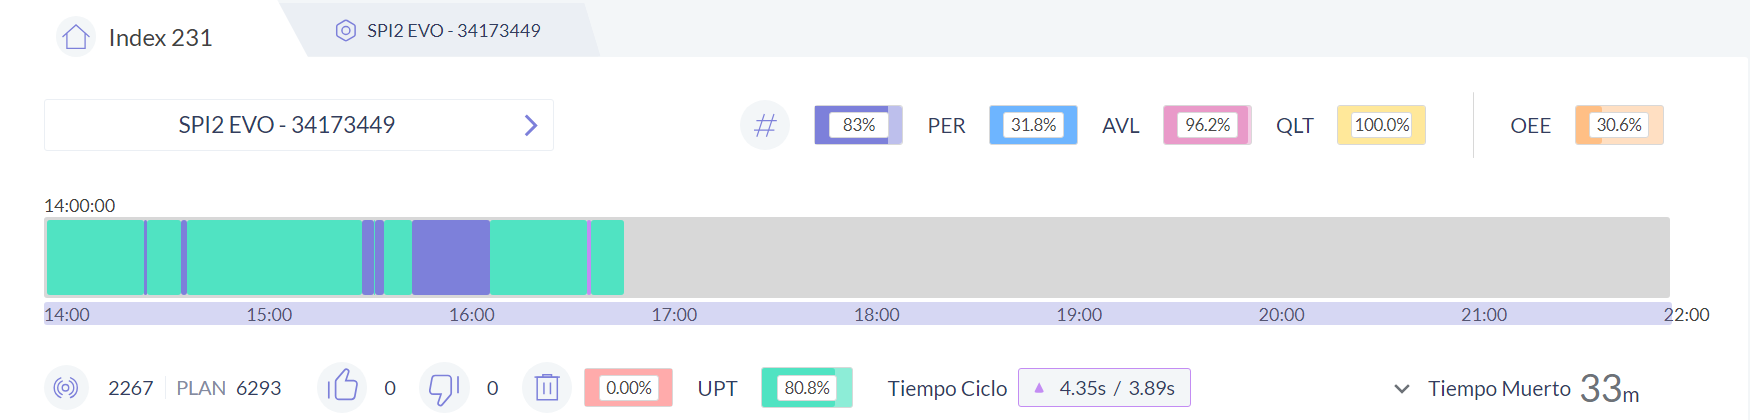 Index 231
SPI2 EVO - 34173449
SPI2 EVO - 34173449
# 83% PER 31.8% AVL 96.2% QLT 100.0% OEE 30.6%
14:00:00
14:00 15:00 16:00 17:00 18:00 19:00 20:00 21:00 22:00
2267 PLAN 6293 0 0 0.00% UPT 80.8% Tiempo Ciclo 4.35s / 3.89s Tiempo Muerto 33m